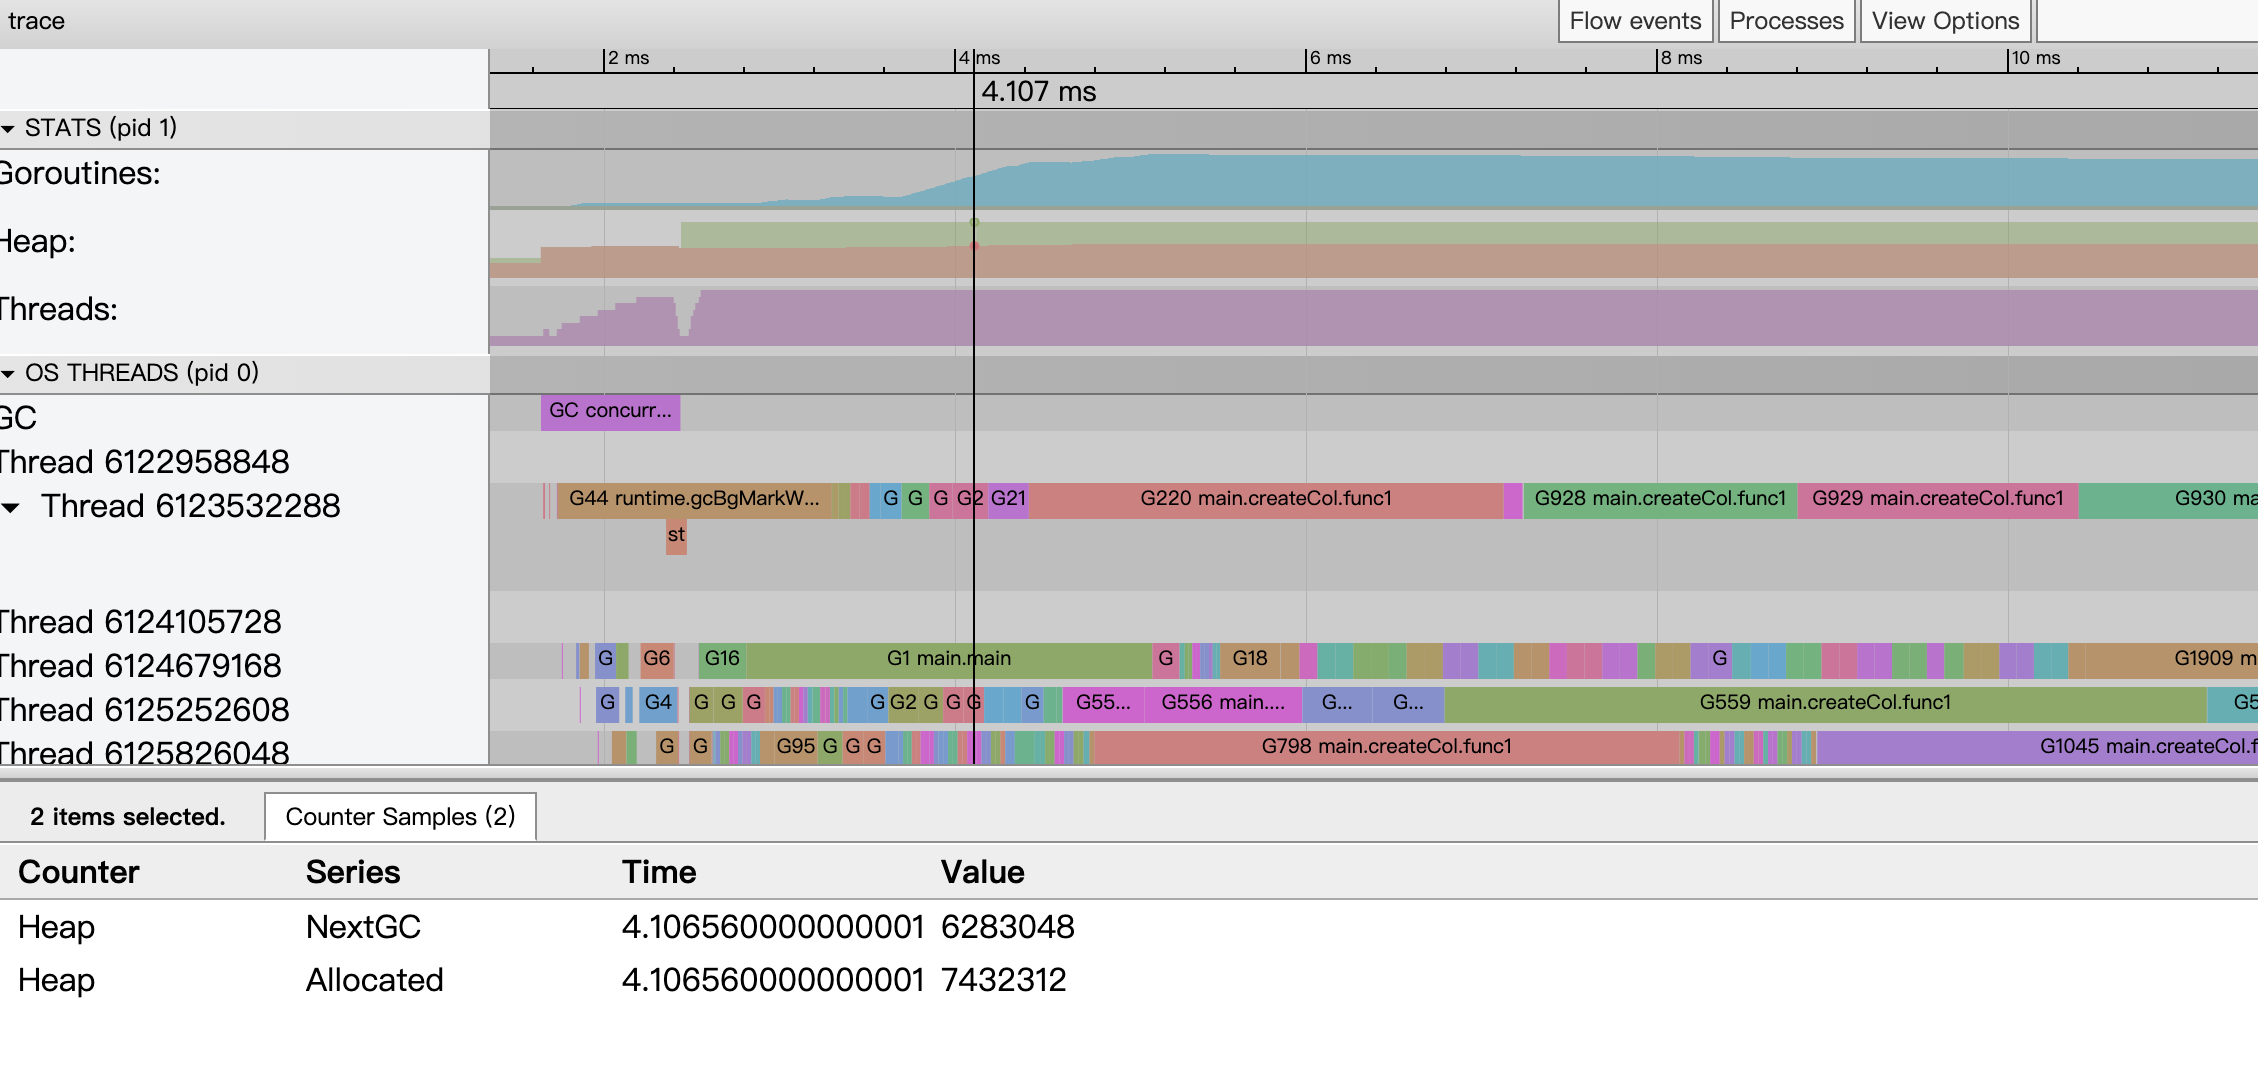 trace
Flow events Processes View Options
2 ms 4 ms 6 ms 8 ms 10 ms
4.107 ms
STATS (pid 1)
Goroutines:
Heap:
Threads:
OS THREADS (pid 0)
GC GC concurr...
Thread 6122958848
Thread 6123532288 G44 runtime.gcBgMarkW... G G G G2 G21 G220 main.createCol.func1 G928 main.createCol.func1 G929 main.createCol.func1 G930 ma
st
Thread 6124105728
Thread 6124679168 G G6 G16 G1 main.main G G18 G G1909 m
Thread 6125252608 G G4 G G G G G2 G G G G G55... G556 main.... G... G... G559 main.createCol.func1 G5
Thread 6125826048 G G G95 G G G G798 main.createCol.func1 G1045 main.createCol.f
2 items selected. Counter Samples (2)
Counter Series Time Value
Heap NextGC 4.106560000000001 6283048
Heap Allocated 4.106560000000001 7432312